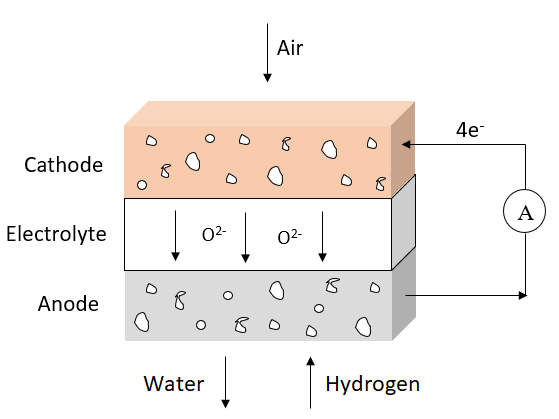 Air
4e-
Cathode
A
Electrolyte
O2-
O2-
Anode
Water
Hydrogen